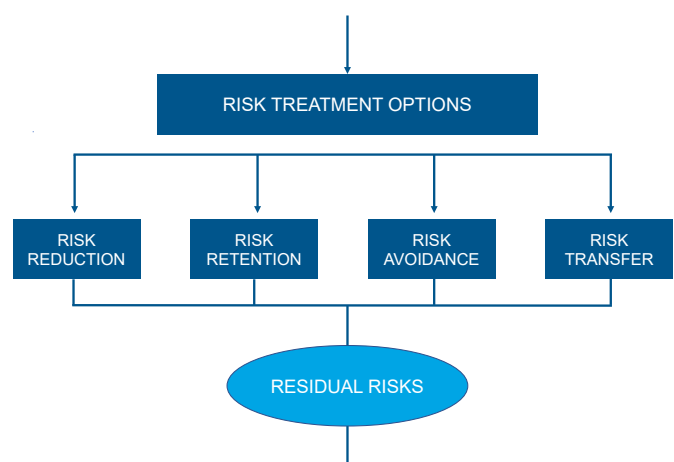 RISK TREATMENT OPTIONS
RISK
REDUCTION
RISK
RETENTION
RISK
AVOIDANCE
RISK
TRANSFER
RESIDUAL RISKS